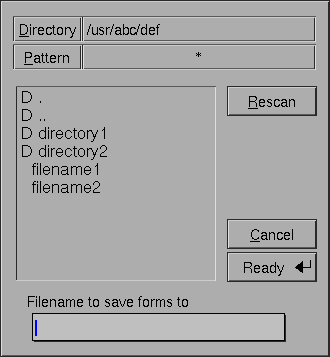 Directory /usr/abc/def
Pattern *
D .
D ..
D directory1
D directory2
filename1
filename2
Rescan
Cancel
Ready
Filename to save forms to